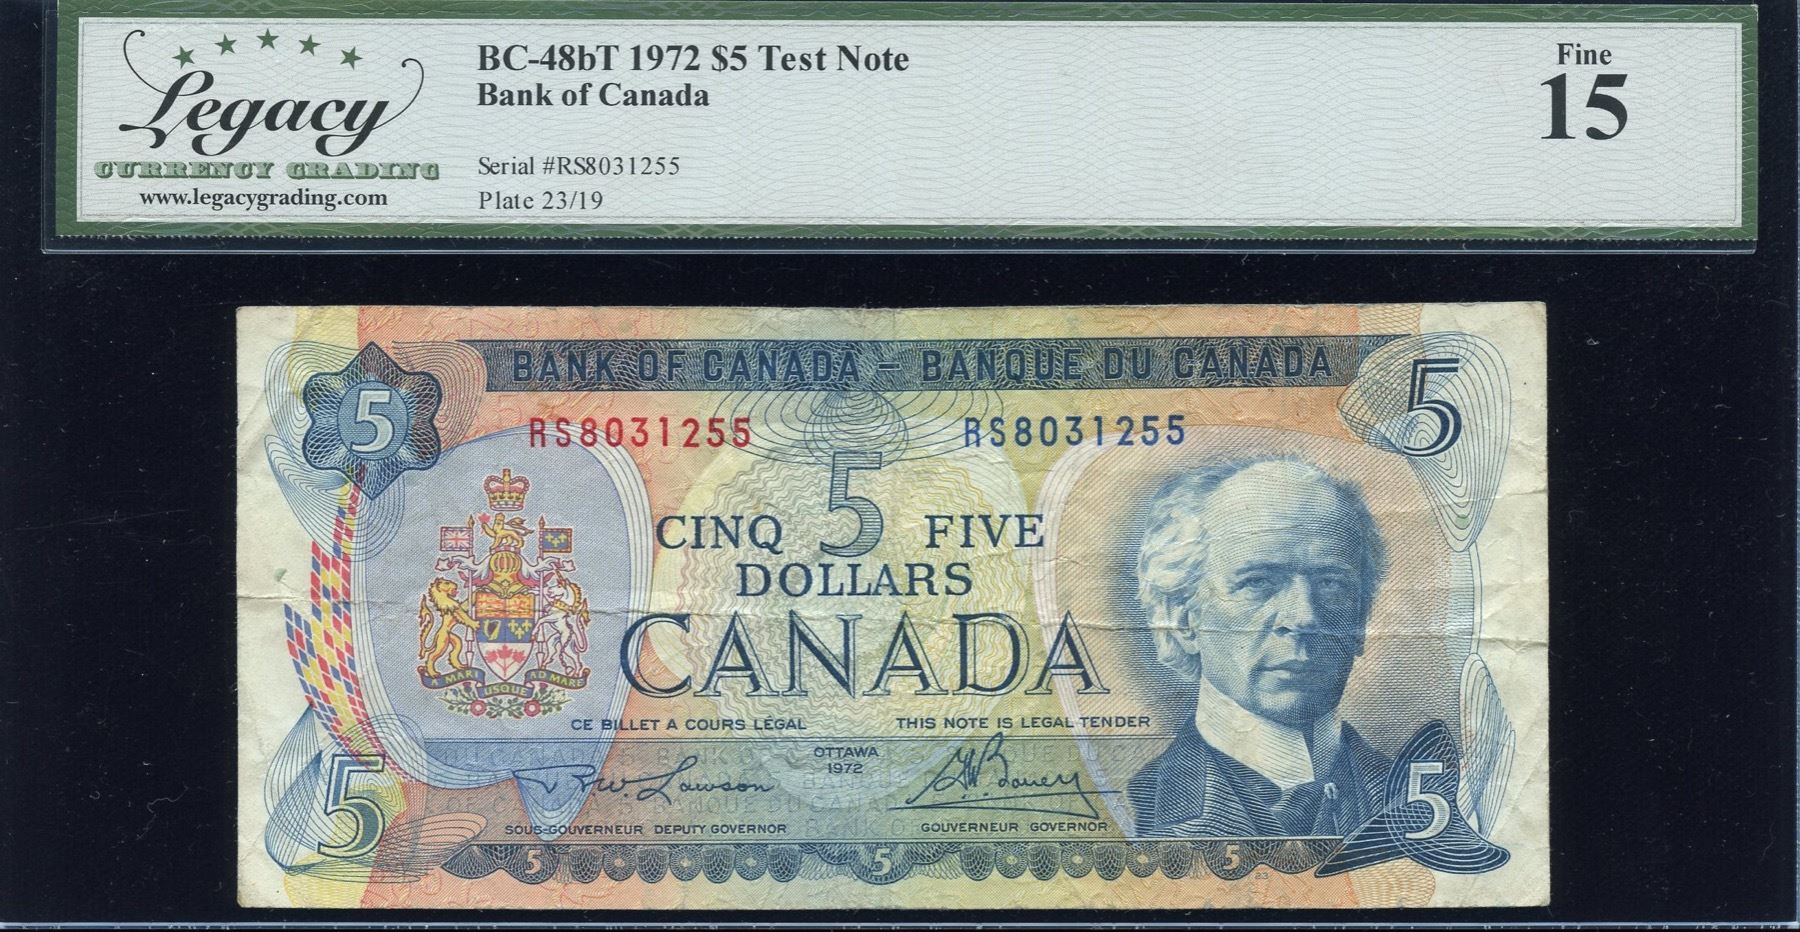 Legacy
CURRENCY GRADING
www.legacygrading.com
BC-48bT 1972 $5 Test Note
Bank of Canada
Serial #RS8031255
Plate 23/19
Fine
15
BANK OF CANADA – BANQUE DU CANADA
5
5
RS8031255
RS8031255
5
CINQ FIVE
DOLLARS
CANADA
A MARI USQUE AD MARE
CE BILLET A COURS LÉGAL
THIS NOTE IS LEGAL TENDER
OTTAWA
1972
Lawson
G.K. Bouey
SOUS-GOUVERNEUR DEPUTY GOVERNOR
GOUVERNEUR GOVERNOR
5
5
5 5 5
23